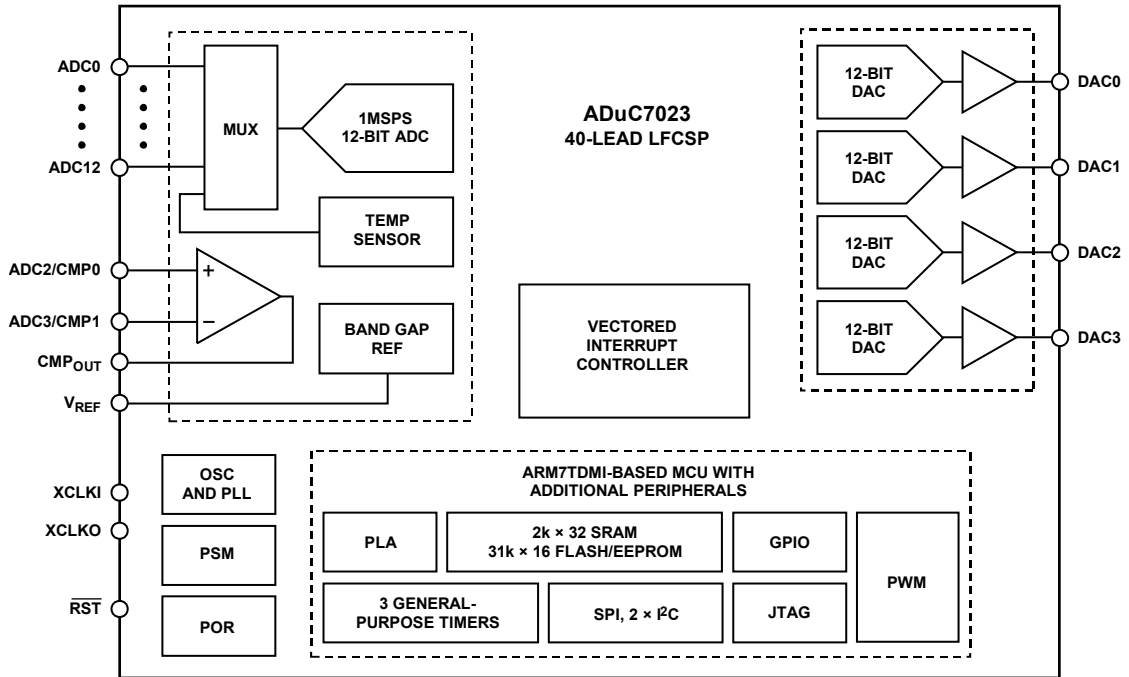 ADC0
ADC12
ADC2/CMP0
ADC3/CMP1
CMPOUT
VREF
XCLKI
XCLKO
RST
MUX
1MSPS
12-BIT ADC
TEMP
SENSOR
+
–
BAND GAP
REF
ADuC7023
40-LEAD LFCSP
VECTORED
INTERRUPT
CONTROLLER
12-BIT
DAC
DAC0
12-BIT
DAC
DAC1
12-BIT
DAC
DAC2
12-BIT
DAC
DAC3
OSC
AND PLL
PSM
POR
ARM7TDMI-BASED MCU WITH
ADDITIONAL PERIPHERALS
PLA
2k × 32 SRAM
31k × 16 FLASH/EEPROM
GPIO
PWM
3 GENERAL-
PURPOSE TIMERS
SPI, 2 × I²C
JTAG